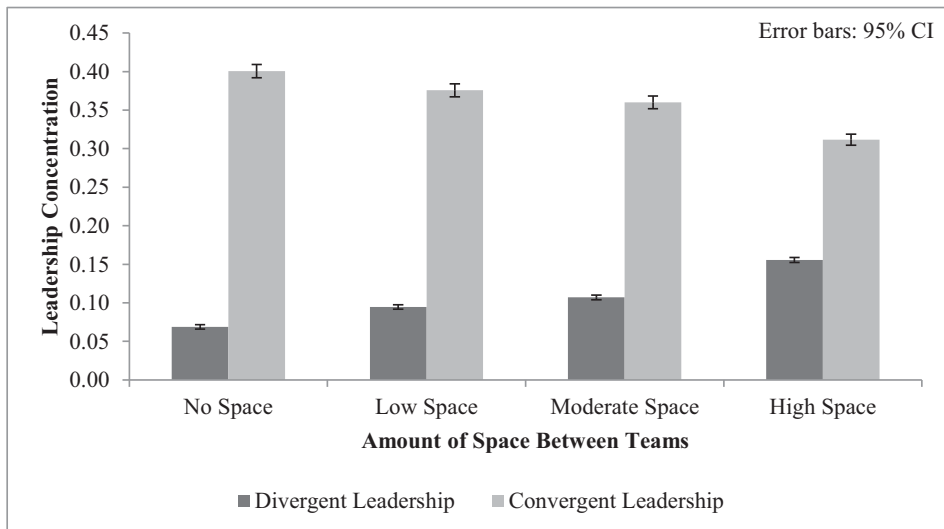 Error bars: 95% CI
Leadership Concentration
0.45
0.40
0.35
0.30
0.25
0.20
0.15
0.10
0.05
0.00
No Space Low Space Moderate Space High Space
Amount of Space Between Teams
Divergent Leadership Convergent Leadership